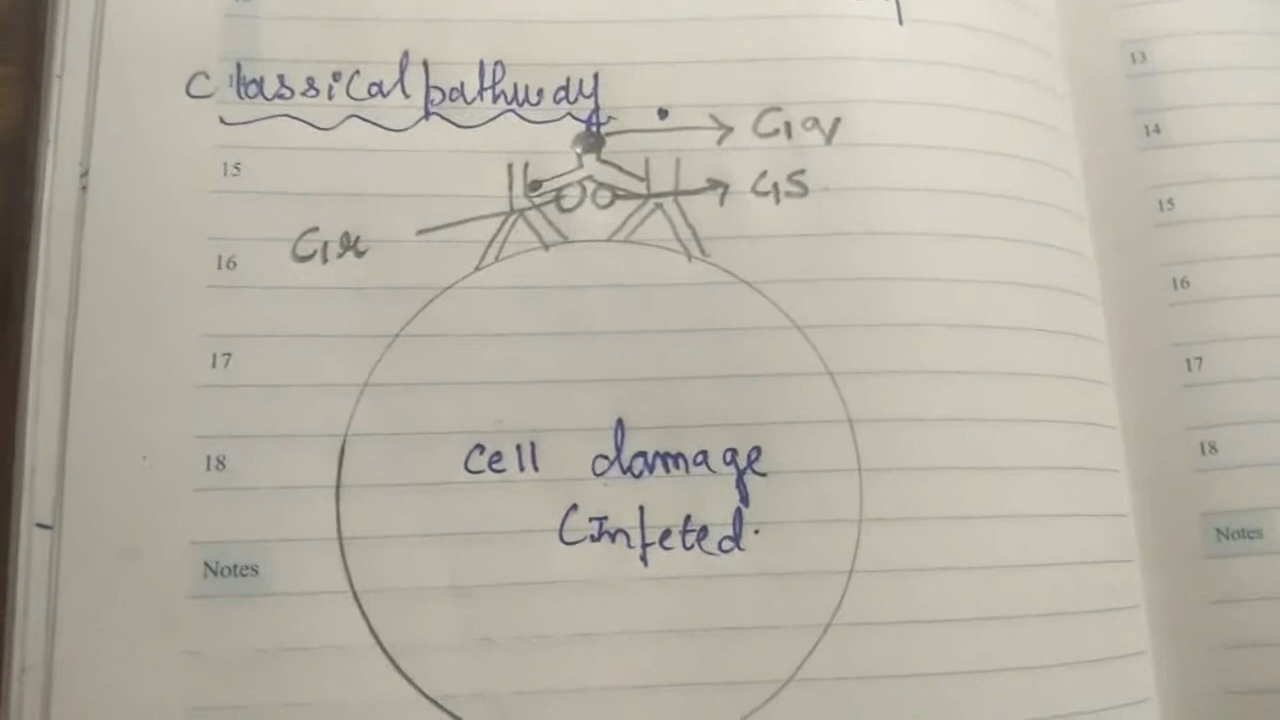 Classical pathway
C1q
C1s
C1r
15
16
17
18
Notes
cell damage
(Infeted.
13
14
15
16
17
18
Notes